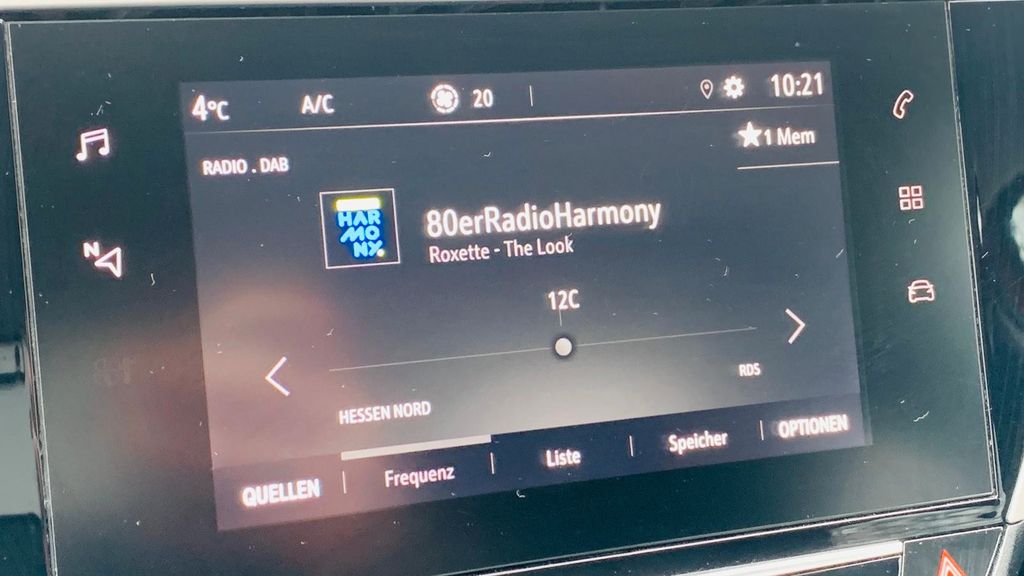 4°C A/C 20 10:21
1 Mem
RADIO . DAB
HAR
MO
NY.
80erRadioHarmony
Roxette - The Look
N
12C
RDS
HESSEN NORD
QUELLEN Frequenz Liste Speicher OPTIONEN